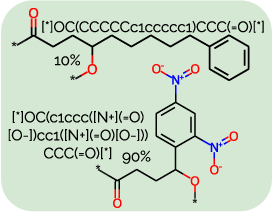 O [*]OC(CCCCCCc1ccccc1)CCC(=O)[*]
*
10% O
*
O⁻ N⁺ O
[*]OC(c1ccc([N+](=O)
[O-])cc1([N+](=O)[O-]))
CCC(=O)[*] 90%
N⁺ O
O⁻
* *
O O
*